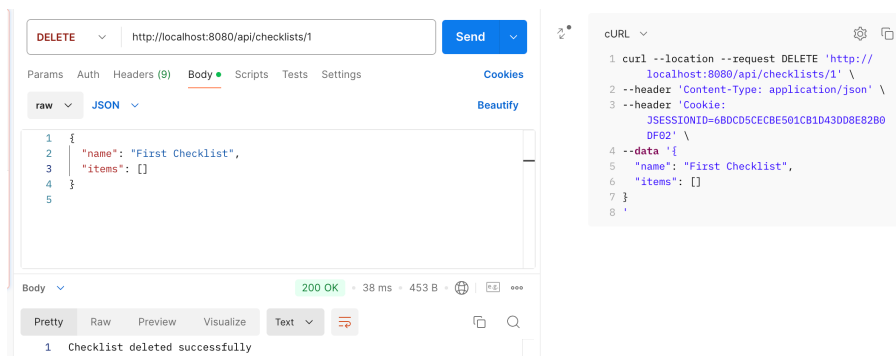 DELETE http://localhost:8080/api/checklists/1 Send
Params Auth Headers (9) Body Scripts Tests Settings Cookies
raw JSON Beautify
1 {
2 "name": "First Checklist",
3 "items": []
4 }
5
Body 200 OK 38 ms 453 B e.g.
Pretty Raw Preview Visualize Text
1 Checklist deleted successfully
cURL
1 curl --location --request DELETE 'http://
localhost:8080/api/checklists/1' \
2 --header 'Content-Type: application/json' \
3 --header 'Cookie:
JSESSIONID=6BDCD5CECBE501CB1D43DD8E82B0
DF02' \
4 --data '{
5 "name": "First Checklist",
6 "items": []
7 }
8 '